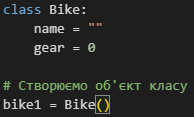 class Bike:
    name = ""
    gear = 0

# Створюємо об'єкт класу
bike1 = Bike()